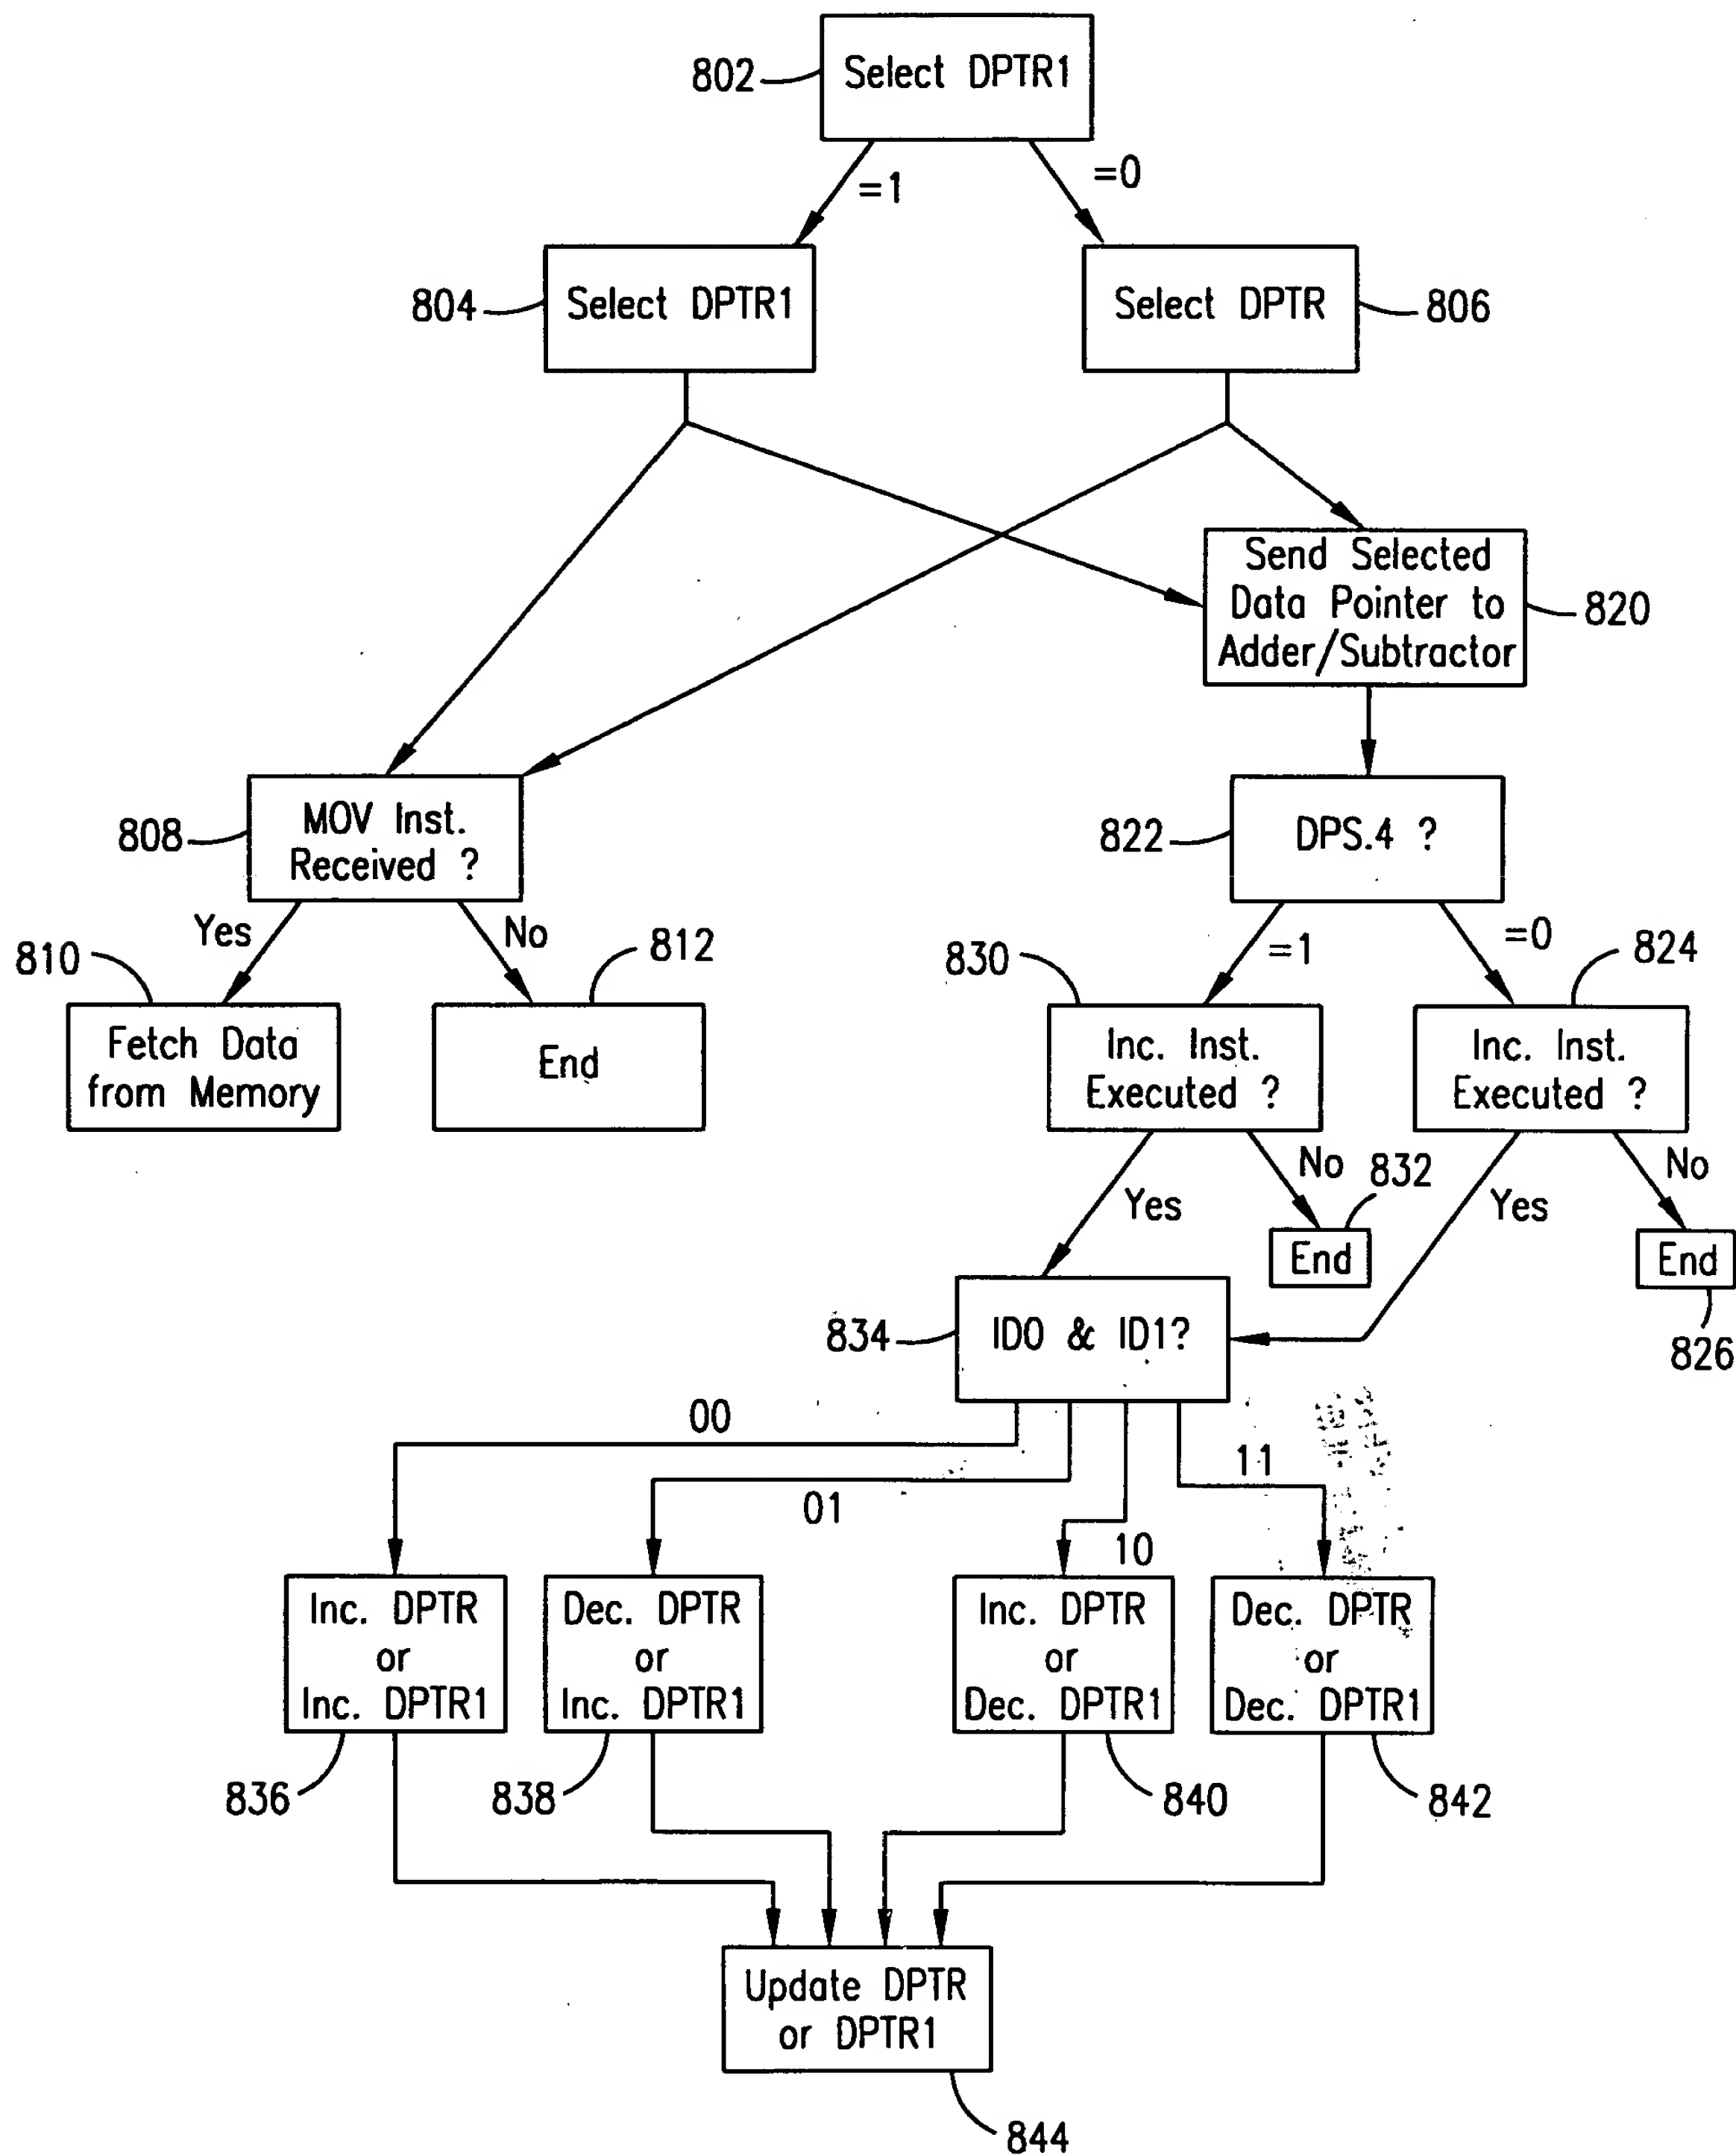 802
Select DPTR1
=1
=0
804
Select DPTR1
Select DPTR
806
Send Selected
Data Pointer to
Adder/Subtractor
820
808
MOV Inst.
Received ?
822
DPS.4 ?
Yes
No
=1
=0
810
812
830
824
Fetch Data
from Memory
End
Inc. Inst.
Executed ?
Inc. Inst.
Executed ?
Yes
No
832
Yes
No
End
End
826
834
ID0 & ID1?
00
01
10
11
Inc. DPTR
or
Inc. DPTR1
Dec. DPTR
or
Inc. DPTR1
Inc. DPTR
or
Dec. DPTR1
Dec. DPTR
or
Dec. DPTR1
836
838
840
842
Update DPTR
or DPTR1
844